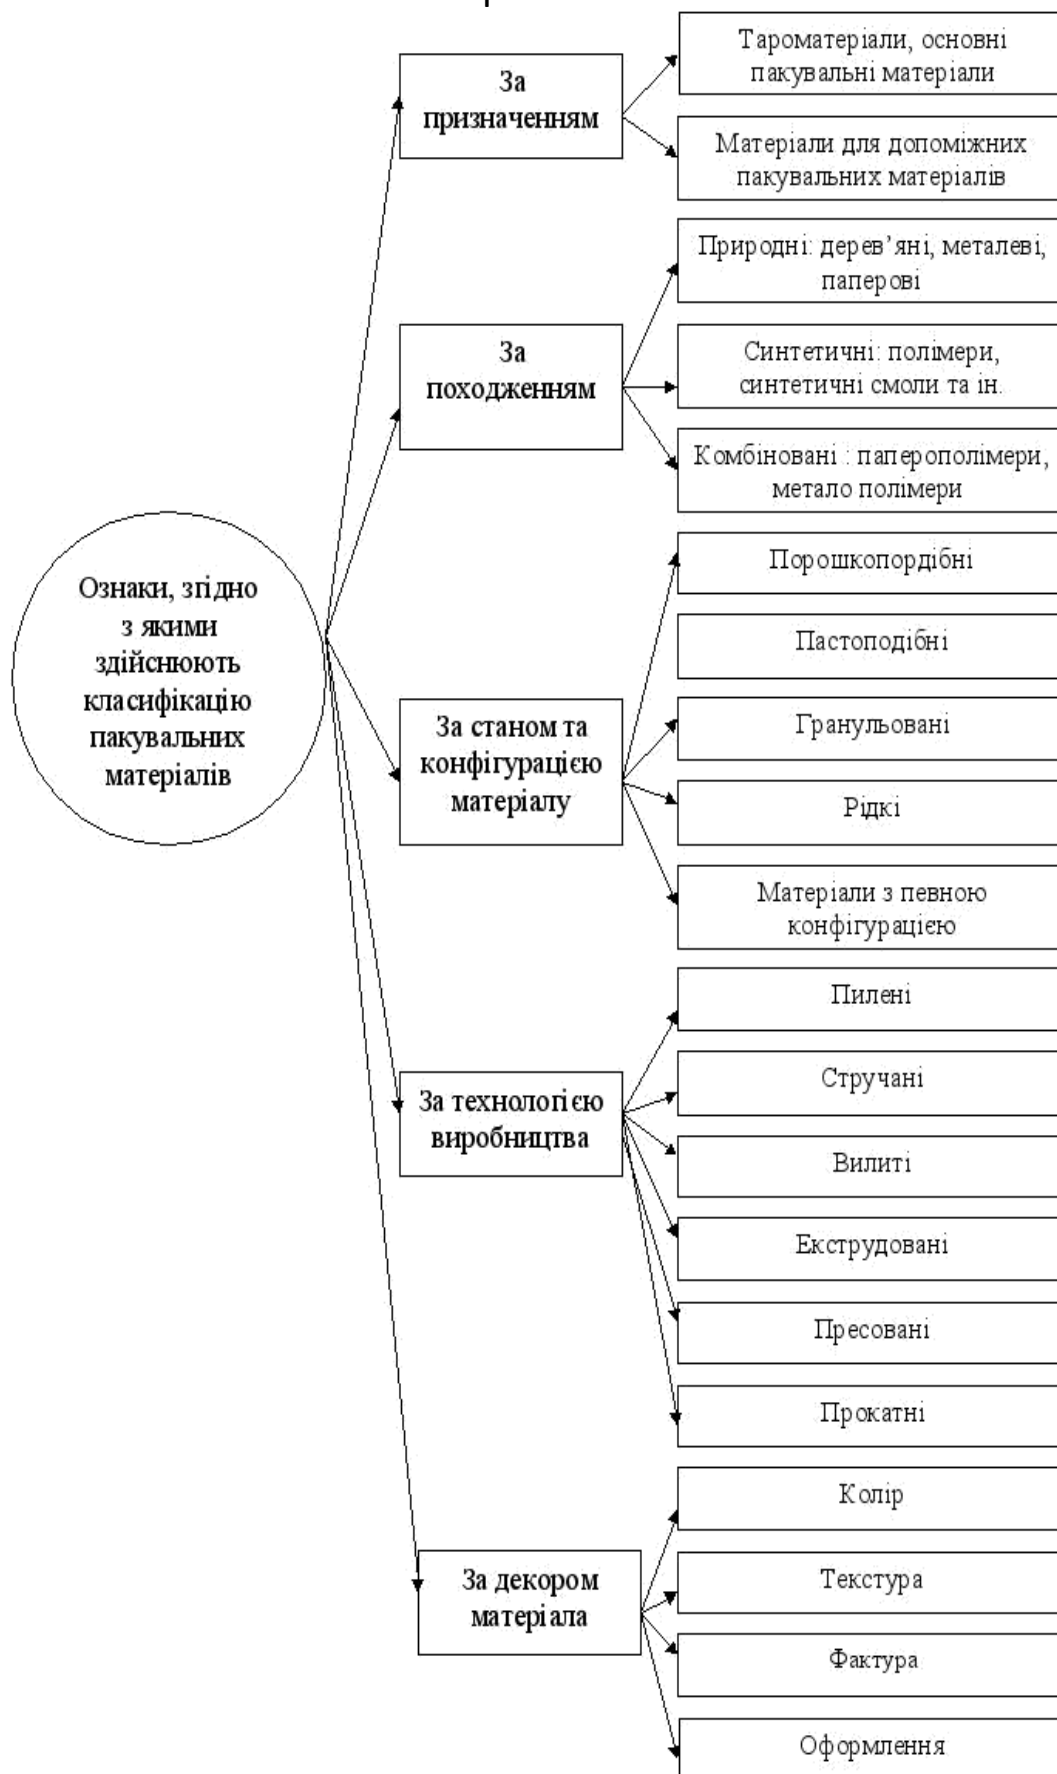 Ознаки, згідно
з якими
здійснюють
класифікацію
пакувальних
матеріалів
За
призначенням
Тароматеріали, основні
пакувальні матеріали
Матеріали для допоміжних
пакувальних матеріалів
За
походженням
Природні: дерев’яні, металеві,
паперові
Синтетичні: полімери,
синтетичні смоли та ін.
Комбіновані : паперополімери,
метало полімери
За станом та
конфігурацією
матеріалу
Порошкопордібні
Пастоподібні
Гранульовані
Рідкі
Матеріали з певною
конфігурацією
За технологією
виробництва
Пилені
Стручані
Вилиті
Екструдовані
Пресовані
Прокатні
За декором
матеріала
Колір
Текстура
Фактура
Оформлення